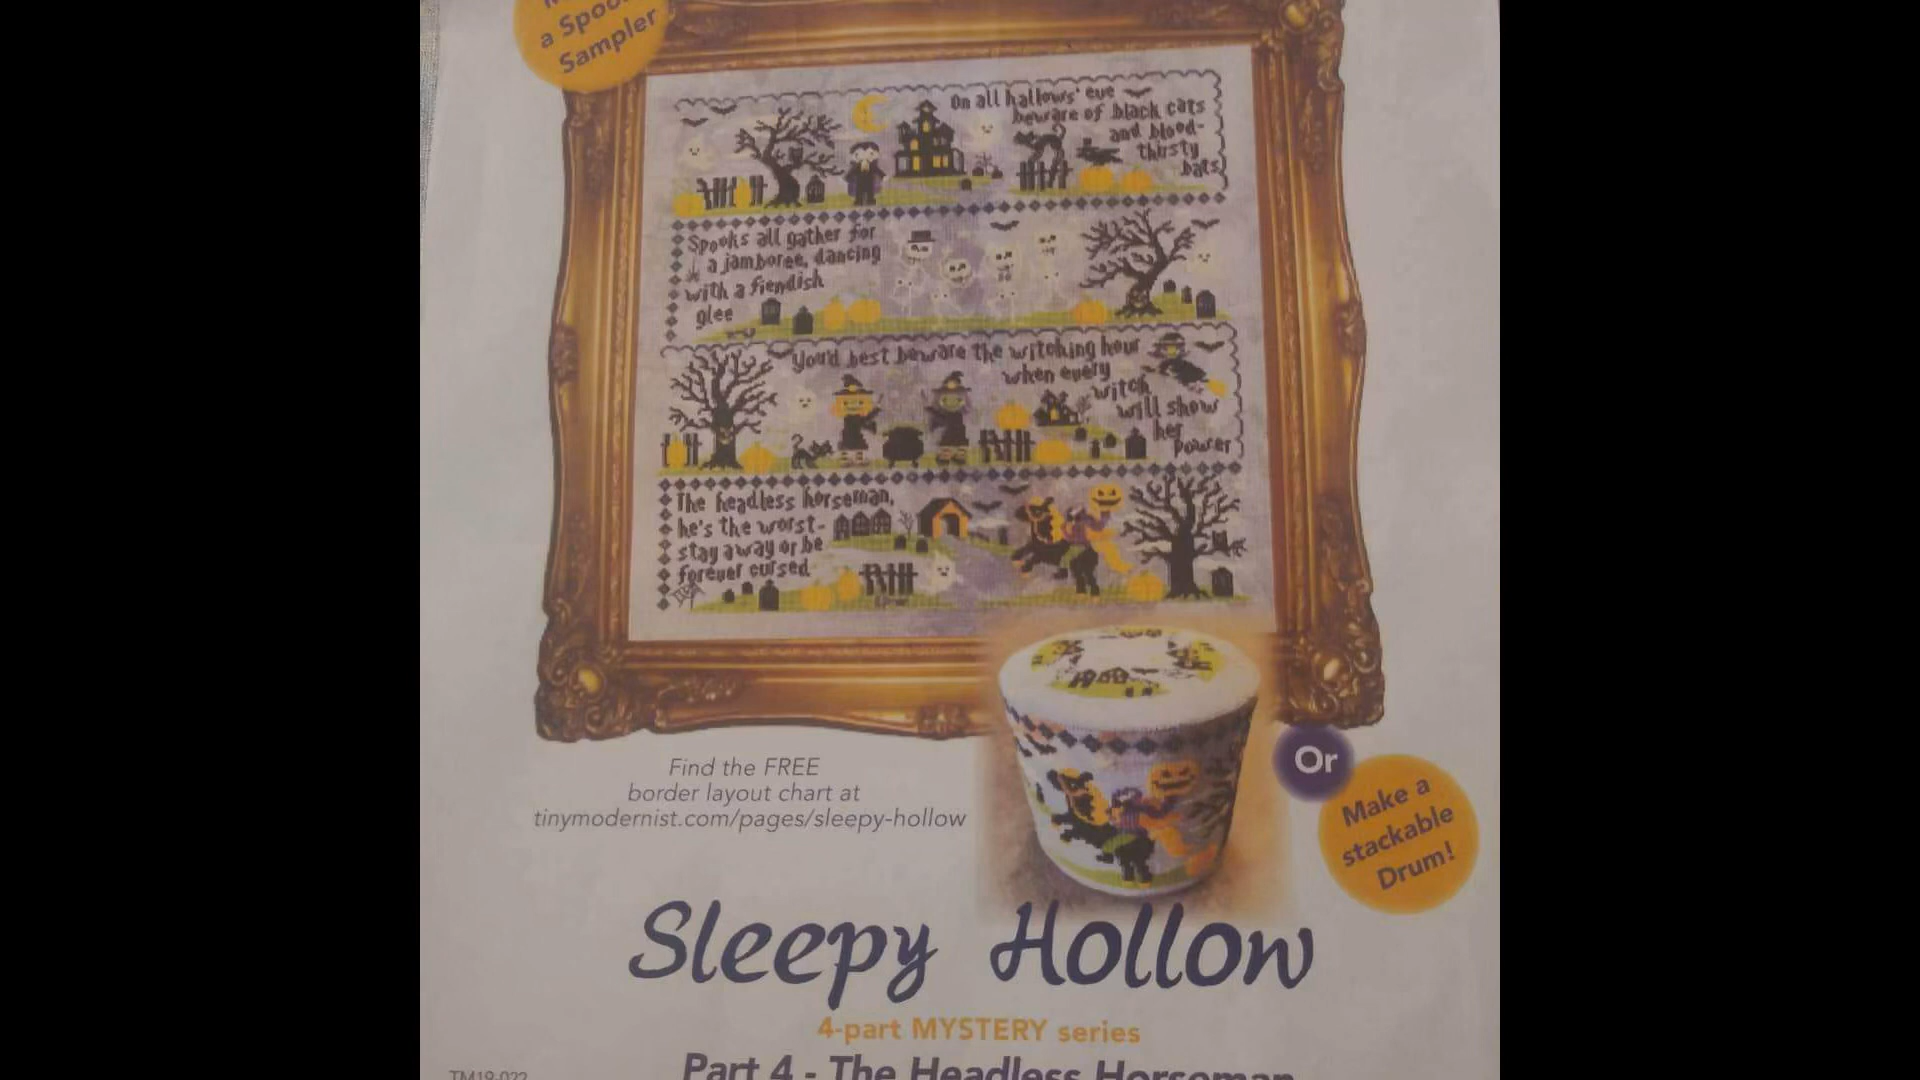 a Spoo
Sampler
On all hallows' eve
beware of black cats
and blood-
thirsty
bats
Spooks all gather for
a jamboree, dancing
with a fiendish
glee
You'd best beware the witching hour
when every
witch
will show
her
power
The headless horseman,
he's the worst-
stay away or be
forever cursed
Find the FREE
border layout chart at
tinymodernist.com/pages/sleepy-hollow
Or
Make a
stackable
Drum!
Sleepy Hollow
4-part MYSTERY series
Part 4 - The Headless Horseman
TM19-022